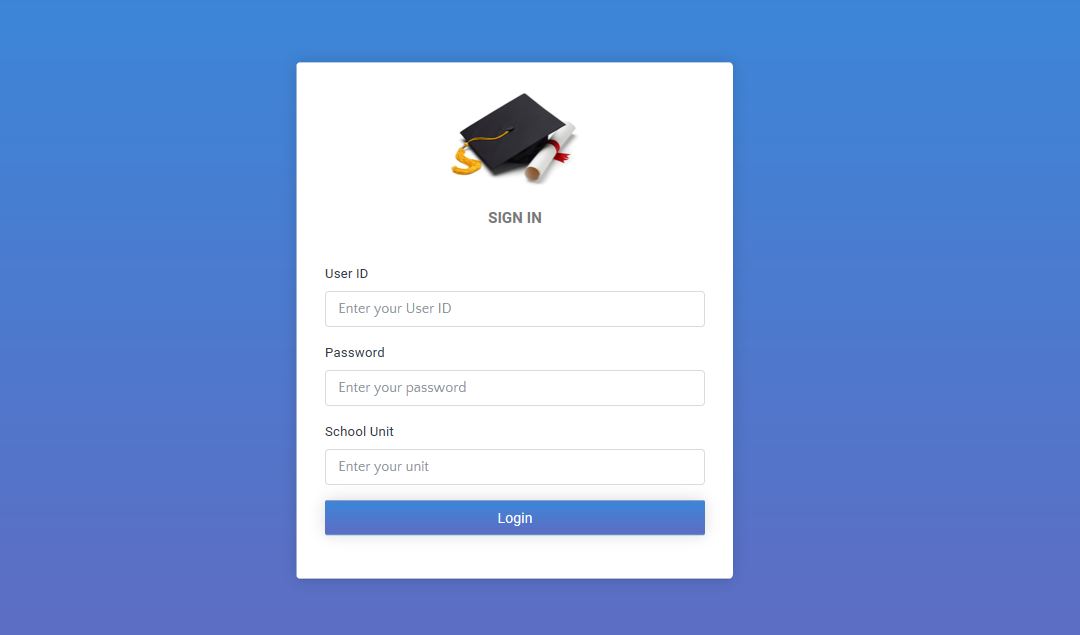 SIGN IN
User ID
Enter your User ID
Password
Enter your password
School Unit
Enter your unit
Login